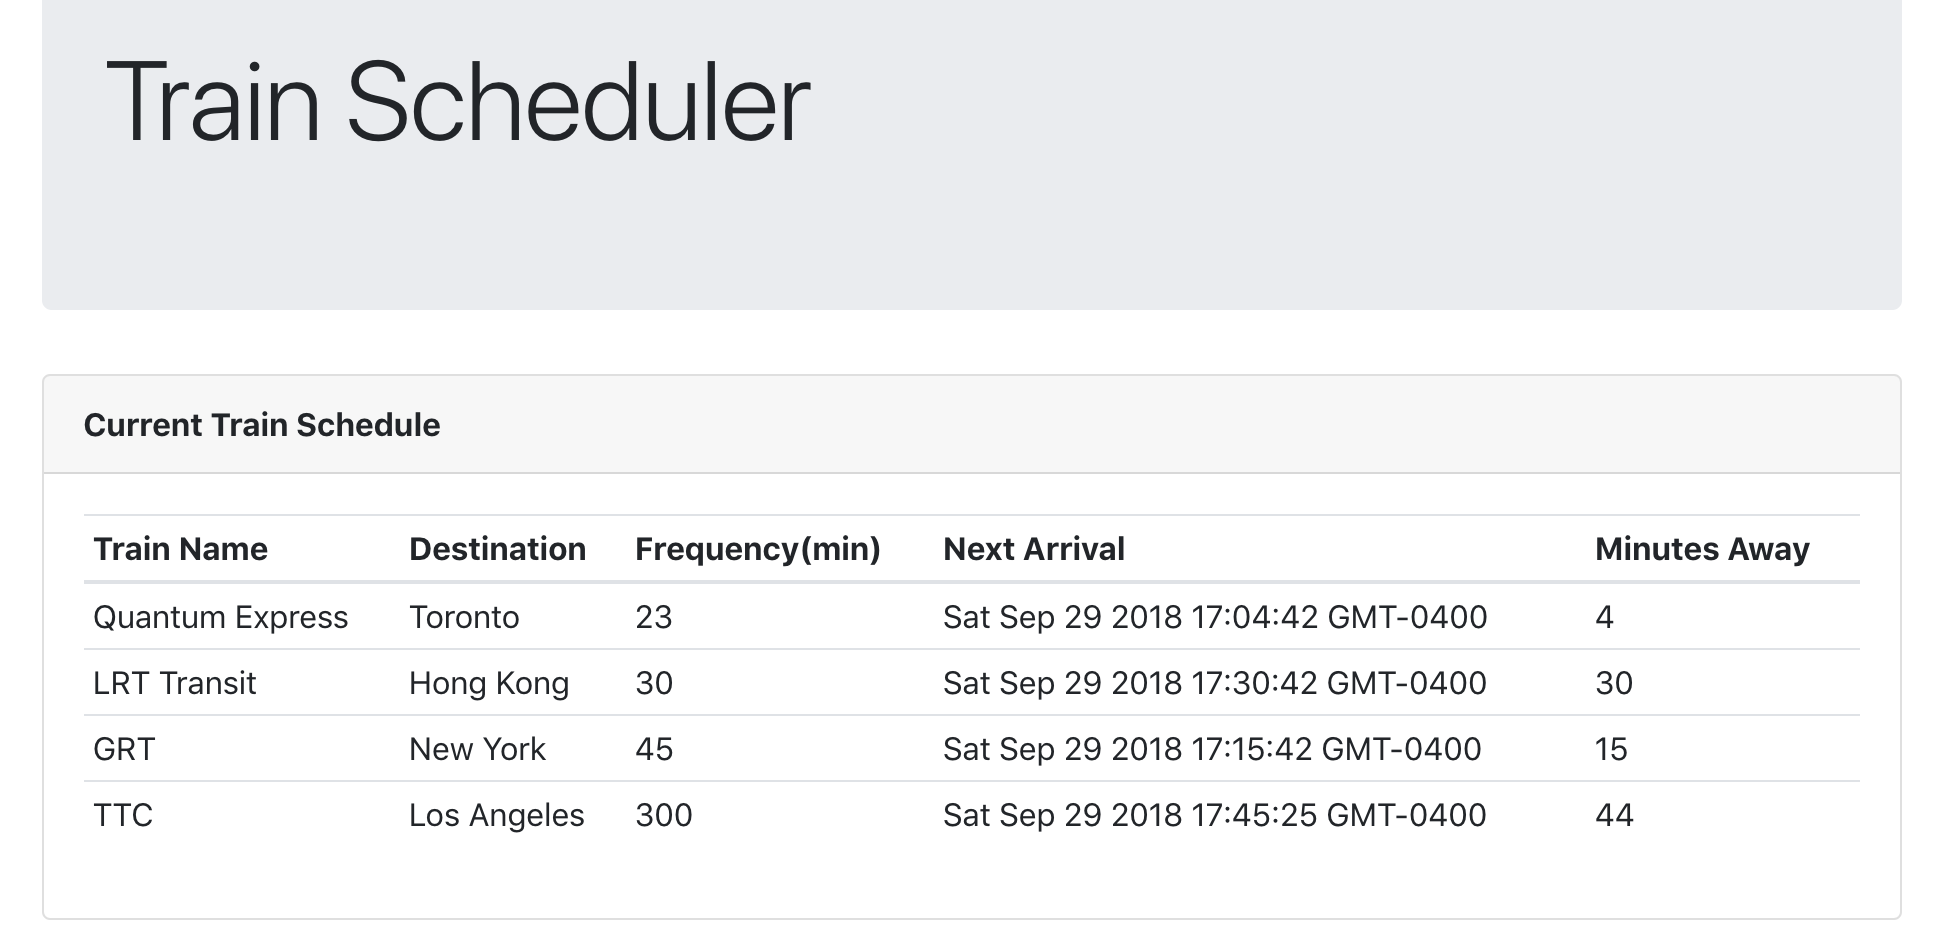 Train Scheduler
Current Train Schedule
Train Name Destination Frequency(min) Next Arrival Minutes Away
Quantum Express Toronto 23 Sat Sep 29 2018 17:04:42 GMT-0400 4
LRT Transit Hong Kong 30 Sat Sep 29 2018 17:30:42 GMT-0400 30
GRT New York 45 Sat Sep 29 2018 17:15:42 GMT-0400 15
TTC Los Angeles 300 Sat Sep 29 2018 17:45:25 GMT-0400 44